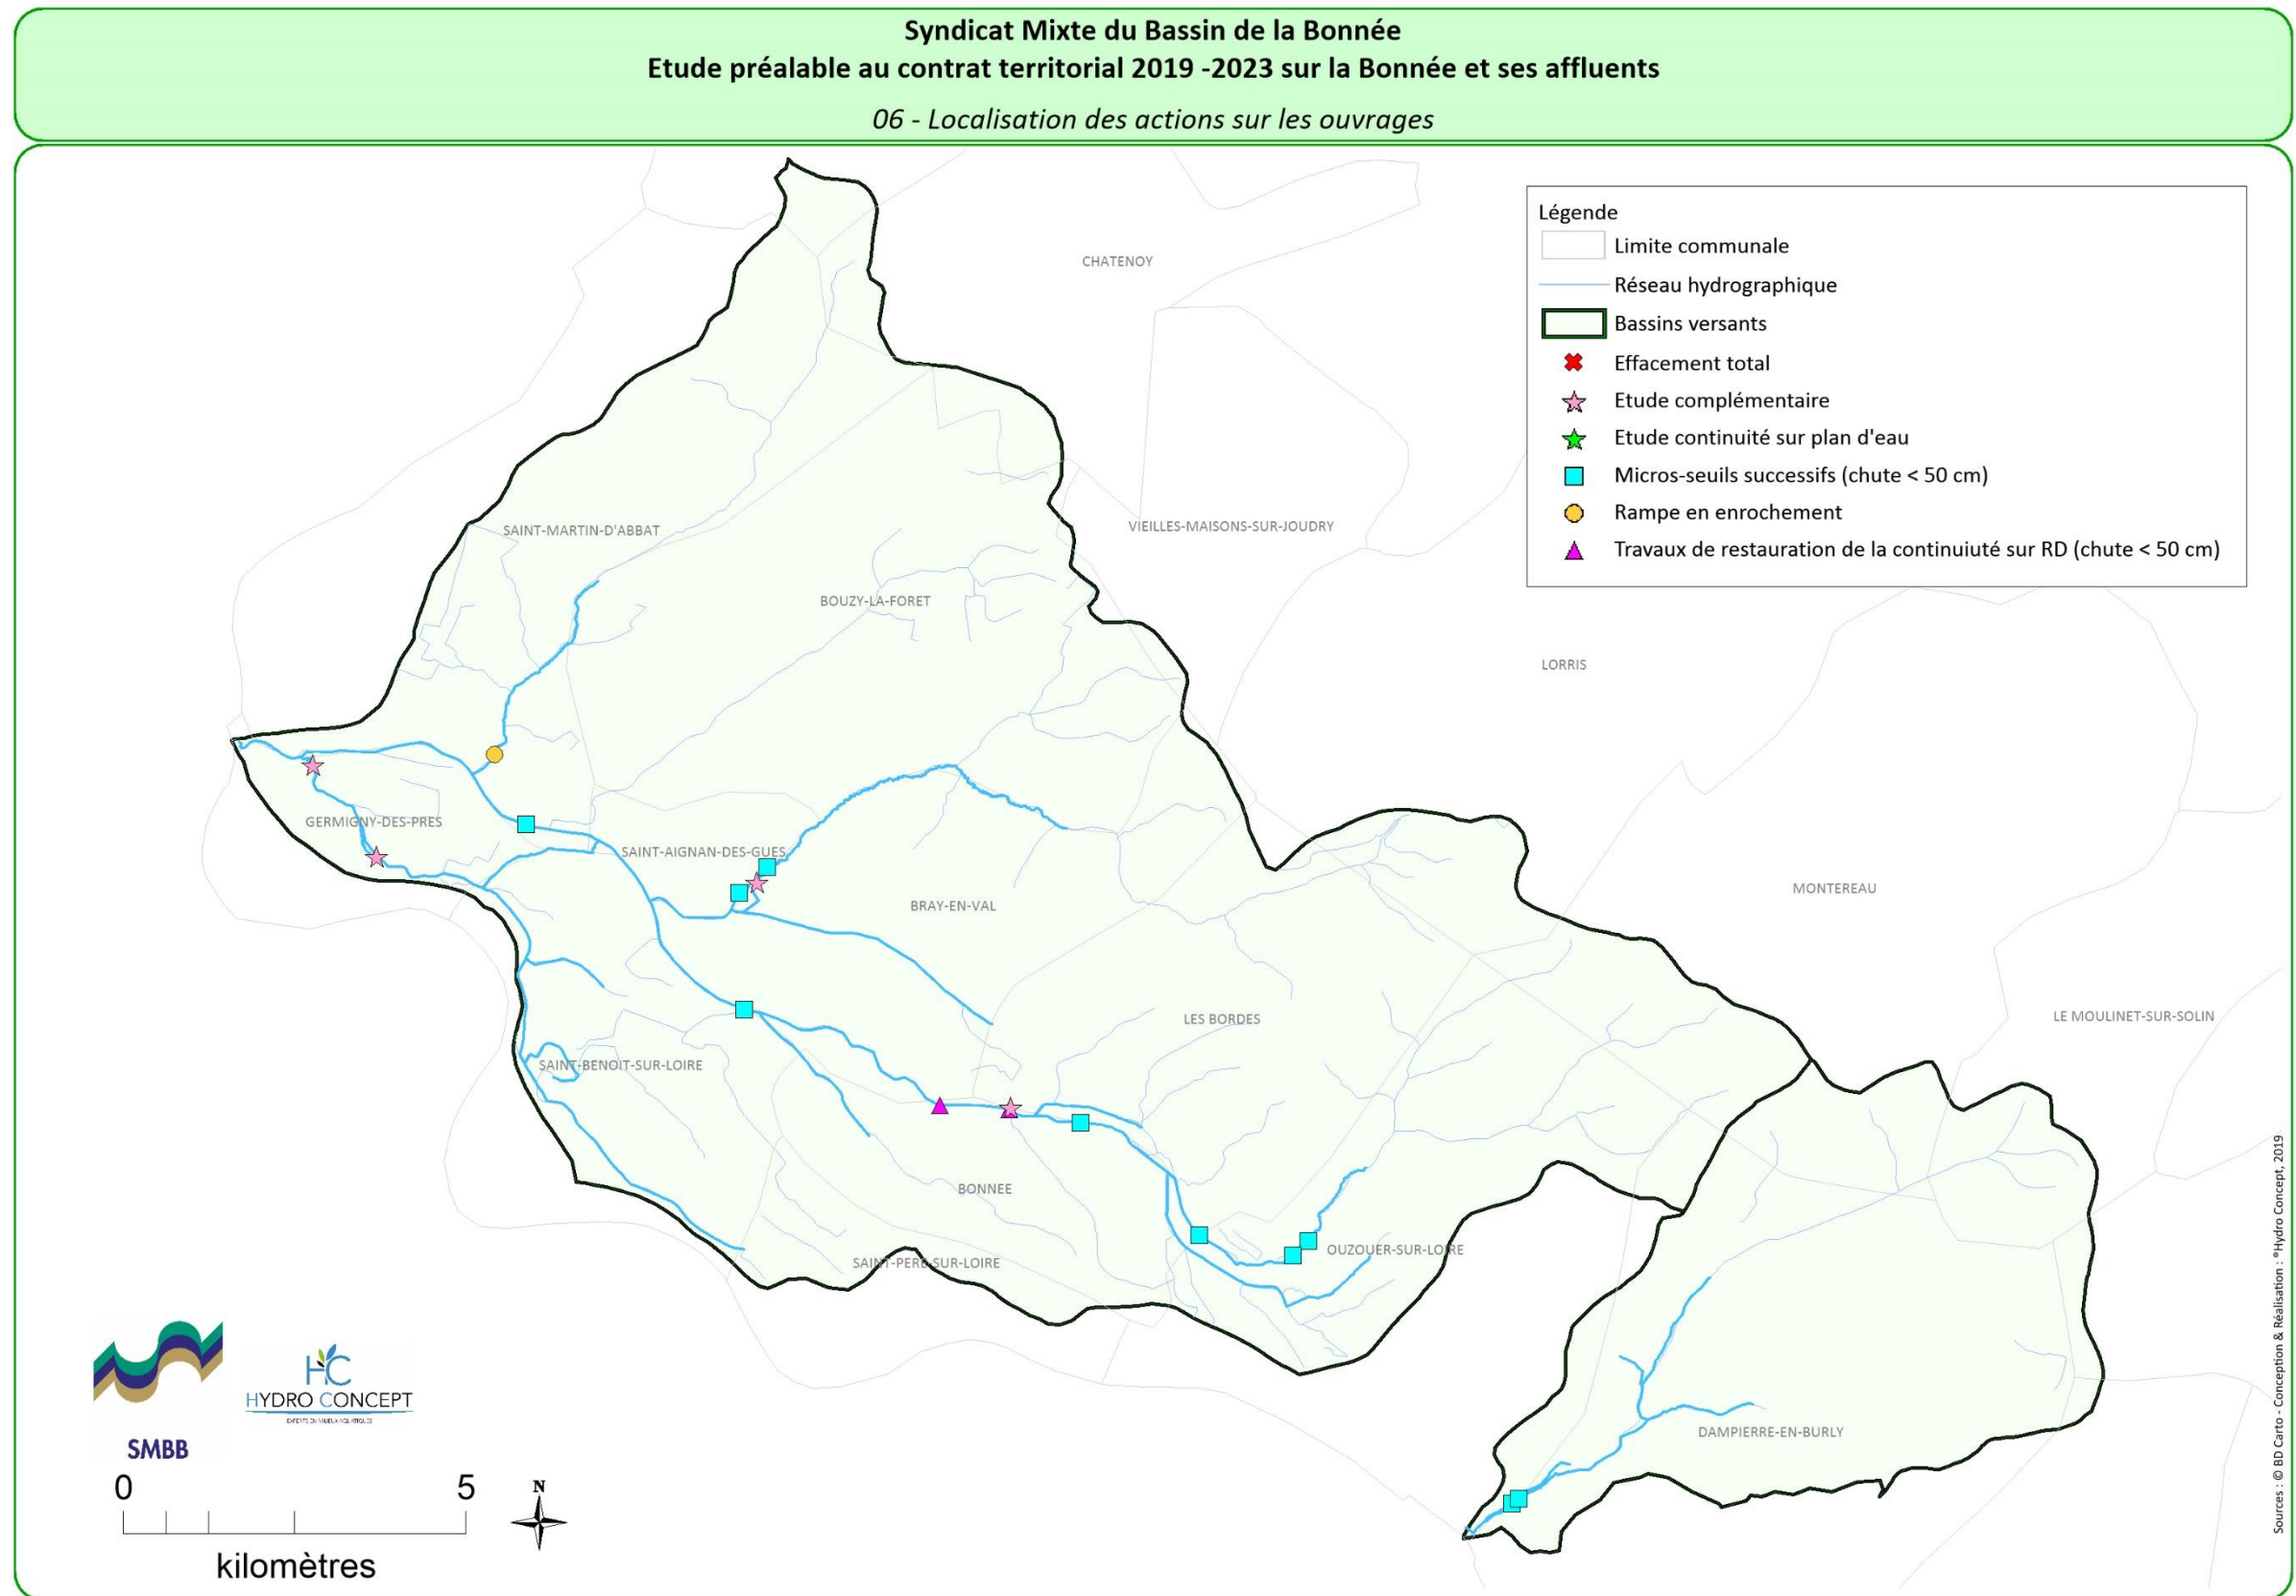 Syndicat Mixte du Bassin de la Bonnée
Etude préalable au contrat territorial 2019 -2023 sur la Bonnée et ses affluents
06 - Localisation des actions sur les ouvrages
Légende
Limite communale
Réseau hydrographique
Bassins versants
Effacement total
Etude complémentaire
Etude continuité sur plan d'eau
Micros-seuils successifs (chute < 50 cm)
Rampe en enrochement
Travaux de restauration de la continuiuté sur RD (chute < 50 cm)
CHATENOY
SAINT-MARTIN-D'ABBAT
VIEILLES-MAISONS-SUR-JOUDRY
BOUZY-LA-FORET
LORRIS
GERMIGNY-DES-PRES
SAINT-AIGNAN-DES-GUES
MONTEREAU
BRAY-EN-VAL
LES BORDES
LE MOULINET-SUR-SOLIN
SAINT-BENOIT-SUR-LOIRE
BONNEE
OUZOUER-SUR-LOIRE
SAINT-PERE-SUR-LOIRE
DAMPIERRE-EN-BURLY
SMBB
HC
HYDRO CONCEPT
EXPERTS EN MILIEUX AQUATIQUES
0 5
kilomètres
N
Sources : © BD Carto - Conception & Réalisation : ®Hydro Concept, 2019